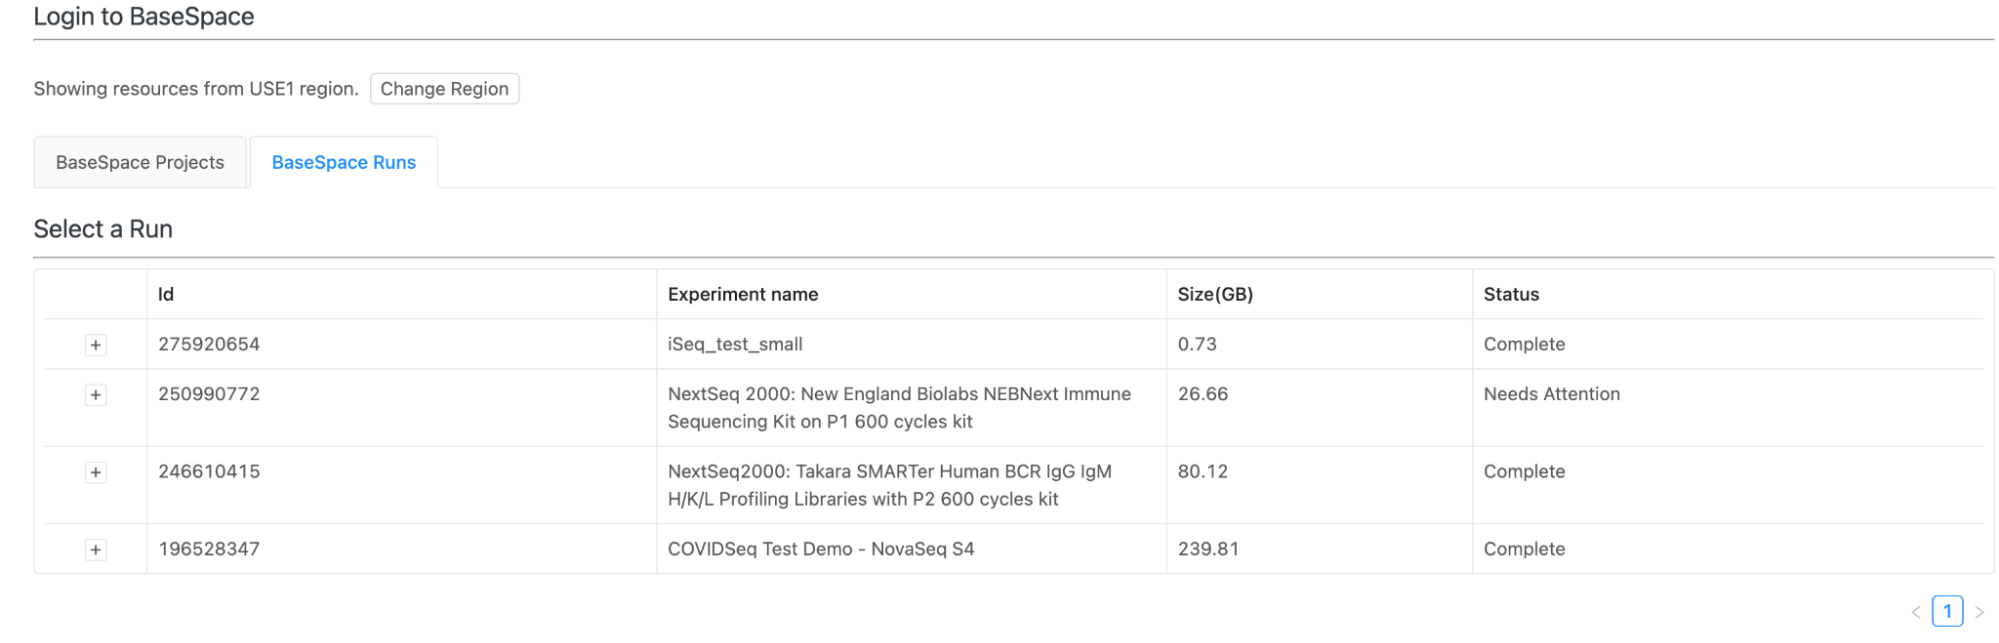 Login to BaseSpace
Showing resources from USE1 region. Change Region
BaseSpace Projects BaseSpace Runs
Select a Run
Id Experiment name Size(GB) Status
+ 275920654 iSeq_test_small 0.73 Complete
+ 250990772 NextSeq 2000: New England Biolabs NEBNext Immune 26.66 Needs Attention
Sequencing Kit on P1 600 cycles kit
+ 246610415 NextSeq2000: Takara SMARTer Human BCR IgG IgM 80.12 Complete
H/K/L Profiling Libraries with P2 600 cycles kit
+ 196528347 COVIDSeq Test Demo - NovaSeq S4 239.81 Complete
< 1 >